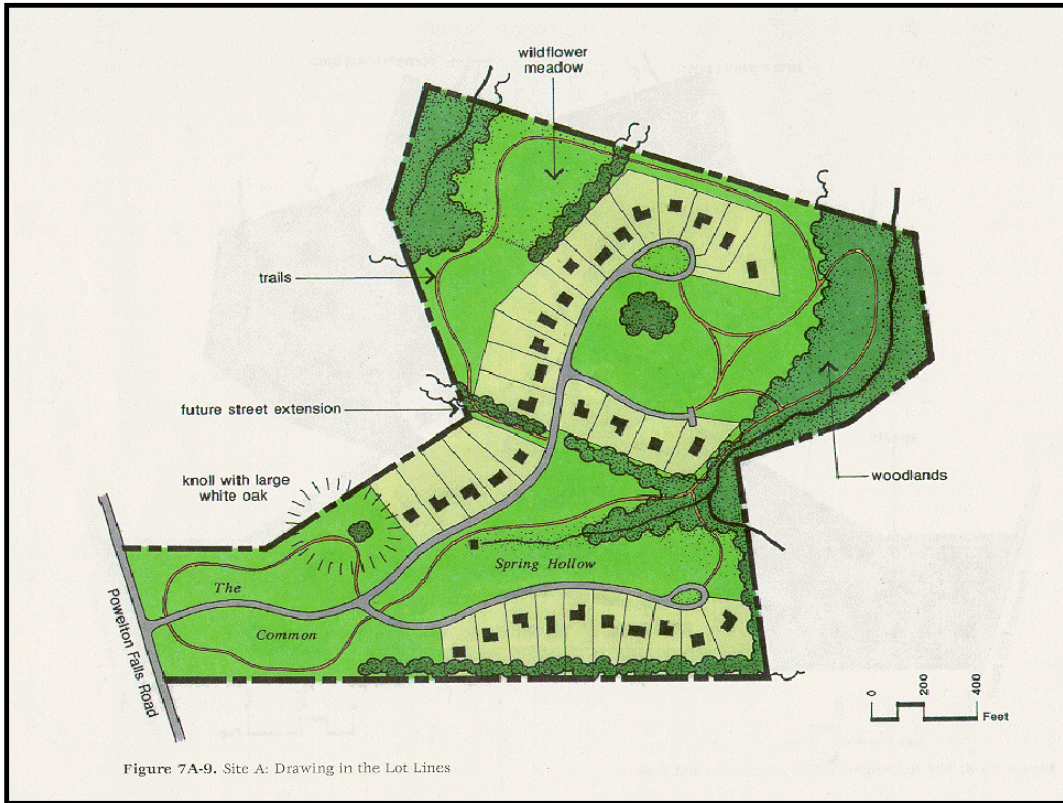 wildflower
meadow
trails
future street extension
knoll with large
white oak
woodlands
The
Common
Spring Hollow
Powelton Falls Road
0
200
400
Feet
Figure 7A-9. Site A: Drawing in the Lot Lines